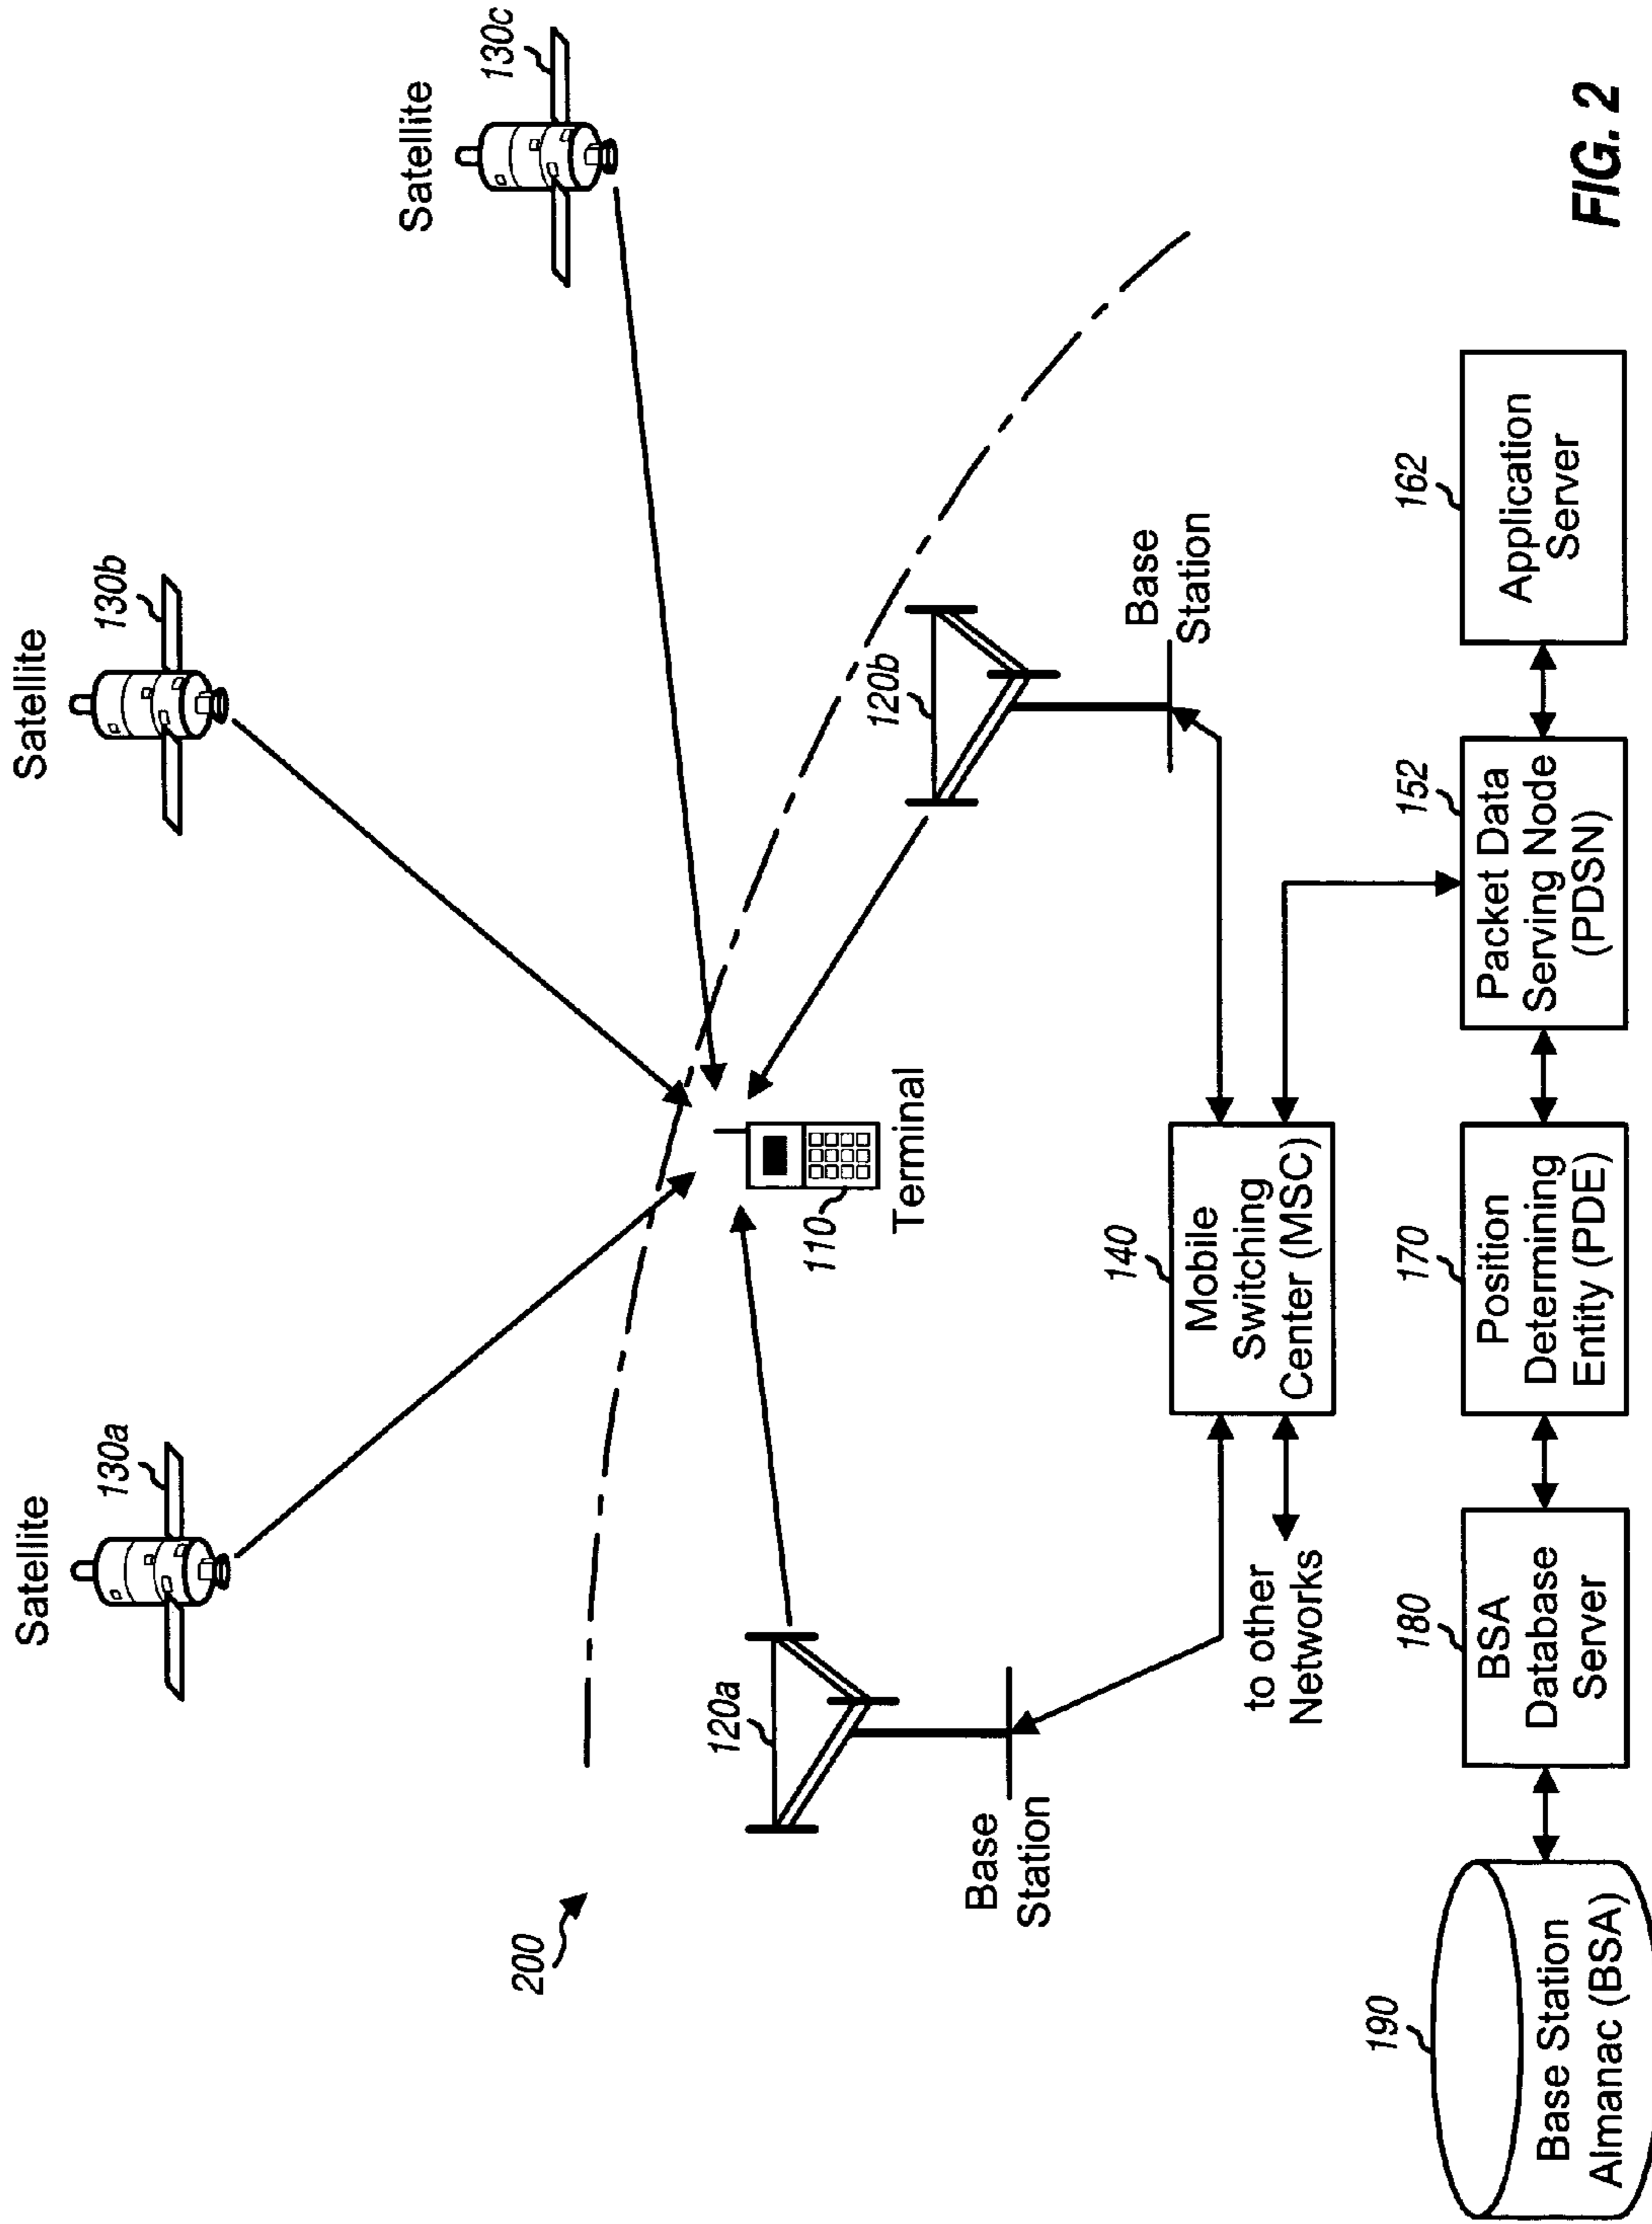 Satellite
130a
Satellite
130b
Satellite
130c
200
120a
Base
Station
110
Terminal
120b
Base
Station
to other
Networks
140
Mobile
Switching
Center (MSC)
190
Base Station
Almanac (BSA)
180
BSA
Database
Server
170
Position
Determining
Entity (PDE)
152
Packet Data
Serving Node
(PDSN)
162
Application
Server
FIG. 2